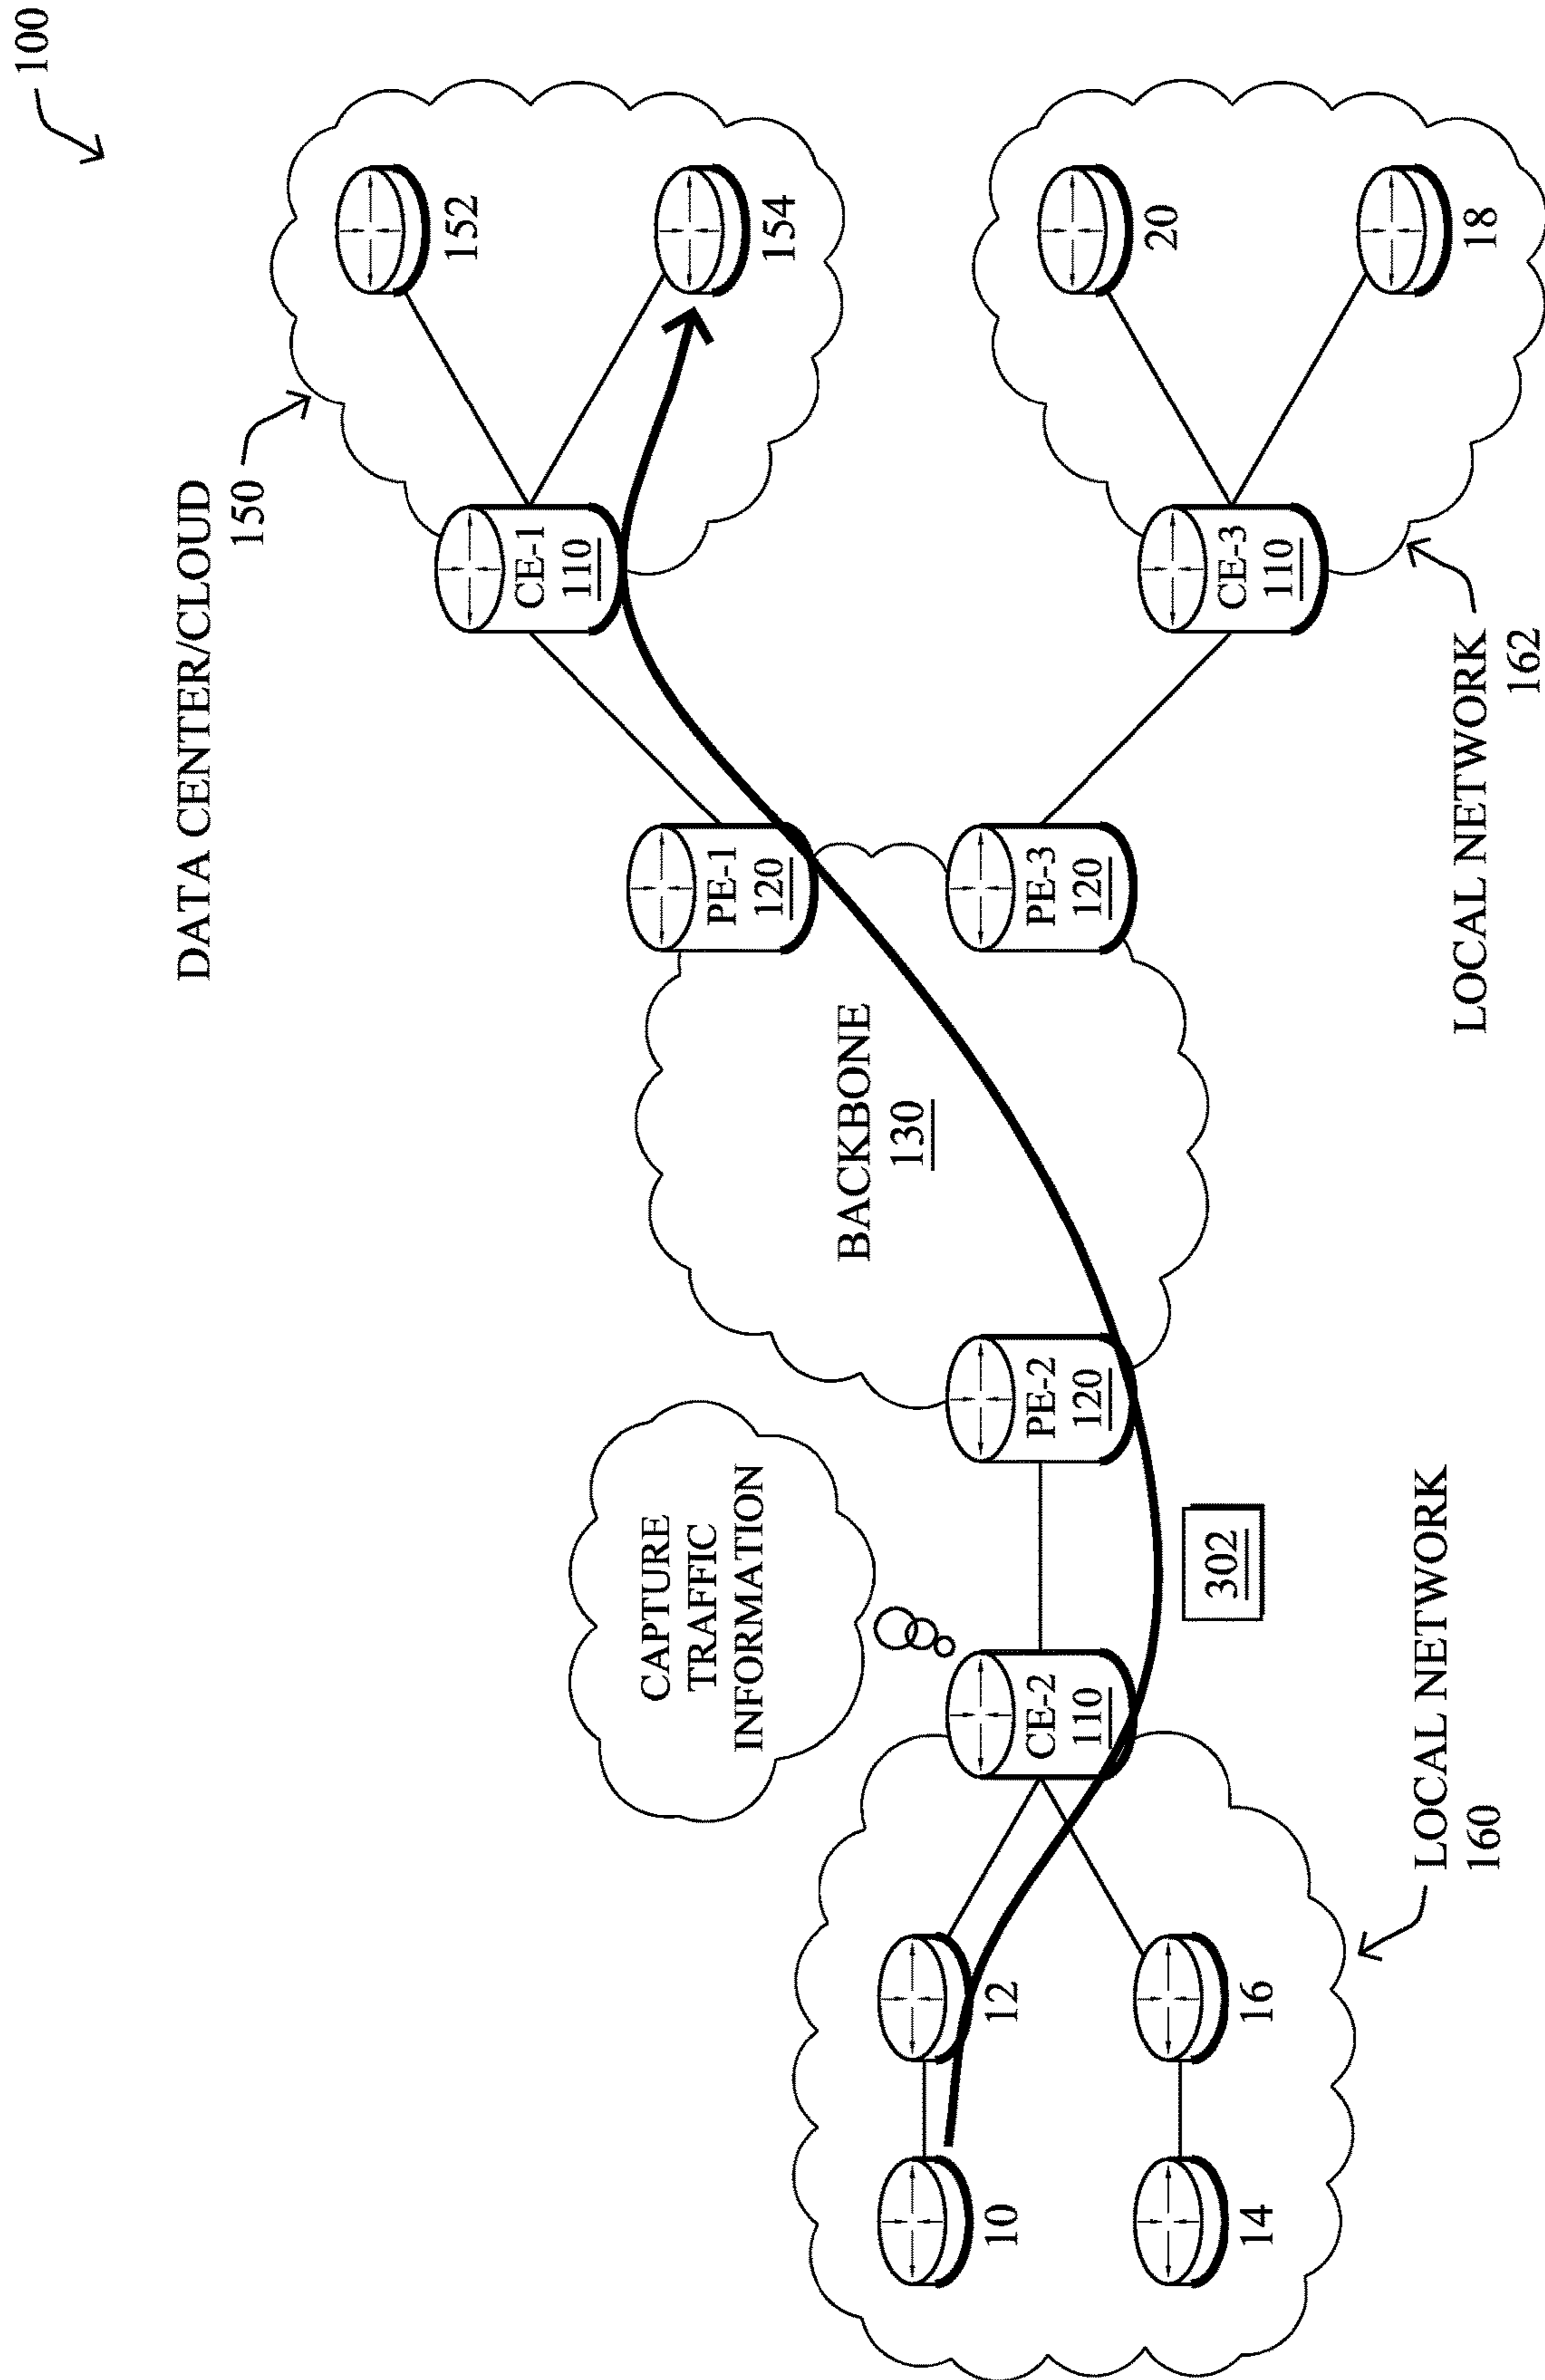 100
DATA CENTER/CLOUD
150
152
154
CE-1
110
PE-1
120
BACKBONE
130
CAPTURE
TRAFFIC
INFORMATION
PE-2
120
PE-3
120
CE-3
110
20
18
LOCAL NETWORK
162
CE-2
110
302
10
12
14
16
LOCAL NETWORK
160